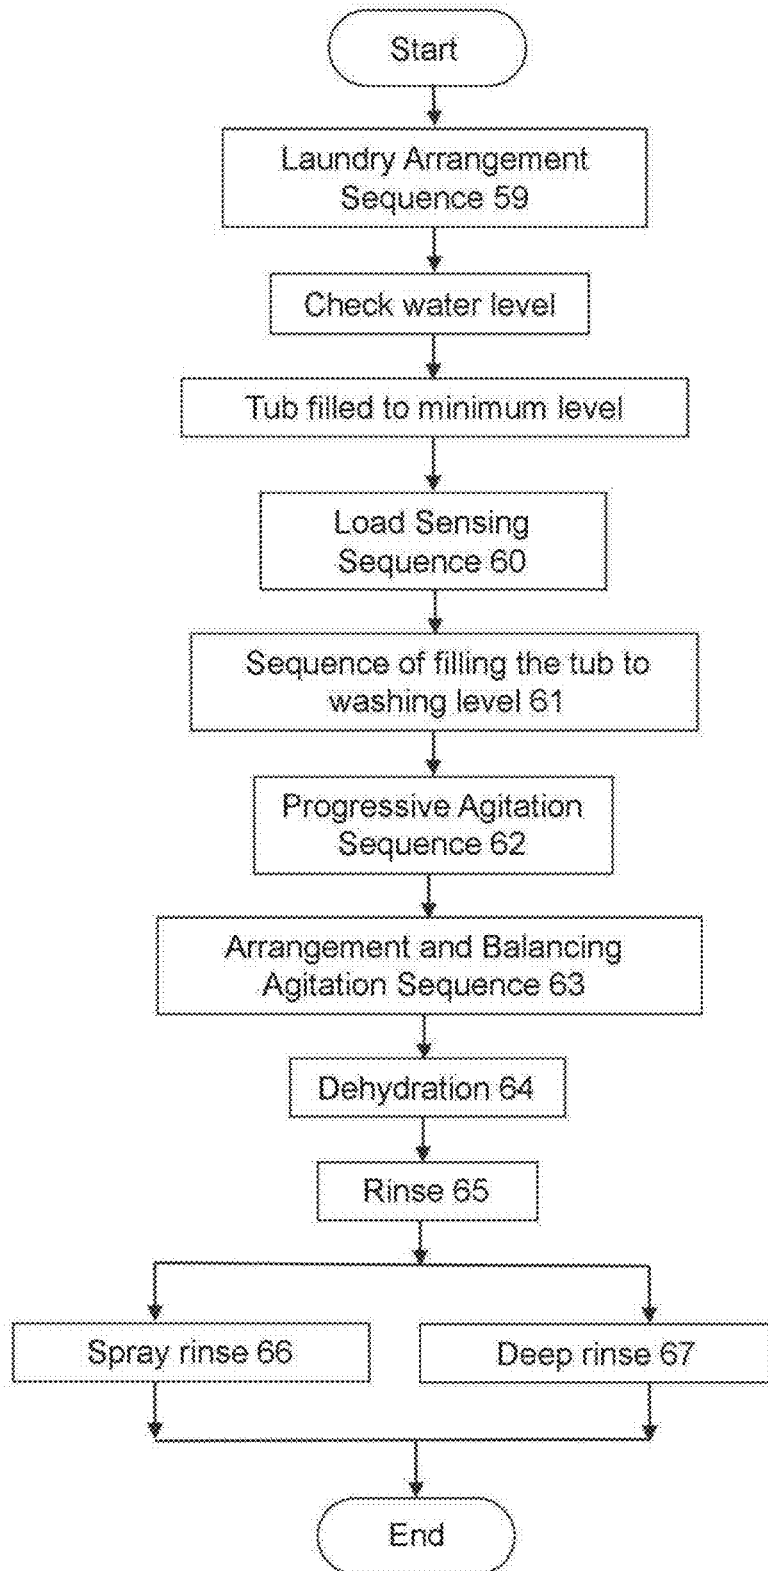 Start
Laundry Arrangement
Sequence 59
Check water level
Tub filled to minimum level
Load Sensing
Sequence 60
Sequence of filling the tub to
washing level 61
Progressive Agitation
Sequence 62
Arrangement and Balancing
Agitation Sequence 63
Dehydration 64
Rinse 65
Spray rinse 66
Deep rinse 67
End